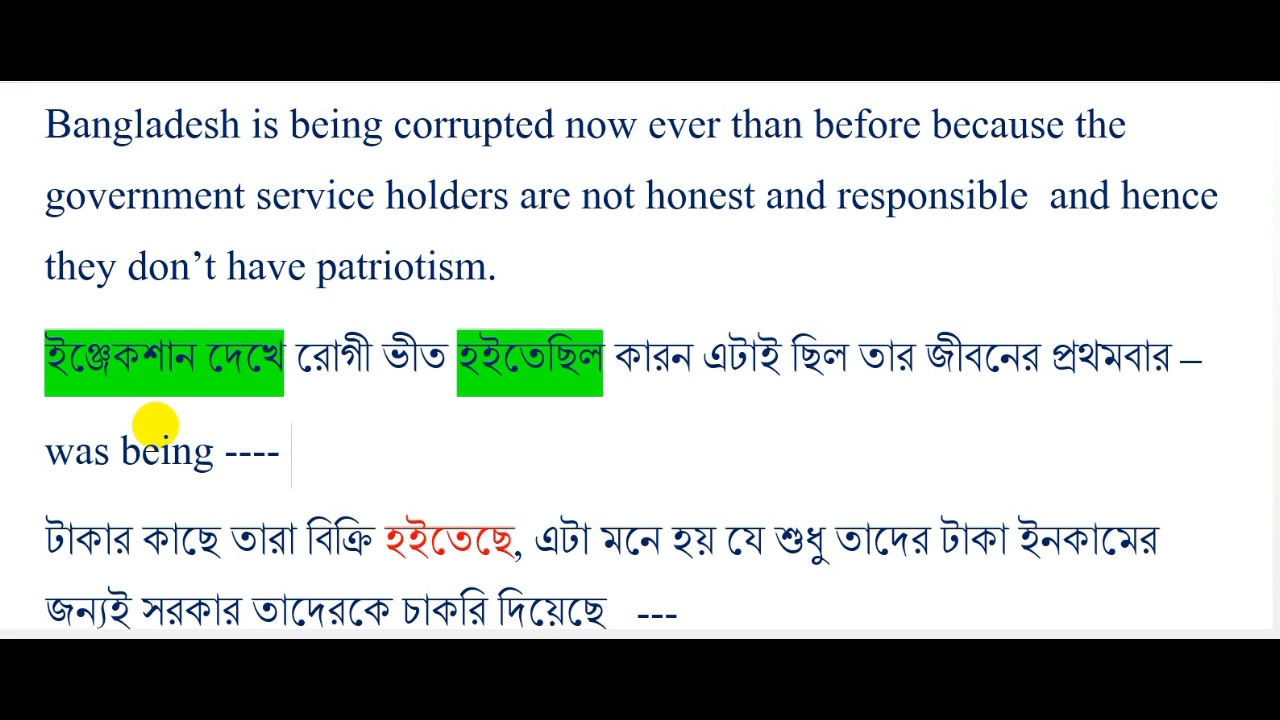 Bangladesh is being corrupted now ever than before because the
government service holders are not honest and responsible  and hence
they don’t have patriotism.
ইঞ্জেকশান দেখে রোগী ভীত হইতেছিল কারন এটাই ছিল তার জীবনের প্রথমবার –
was being ----
টাকার কাছে তারা বিক্রি হইতেছে, এটা মনে হয় যে শুধু তাদের টাকা ইনকামের
জন্যই সরকার তাদেরকে চাকরি দিয়েছে   ---